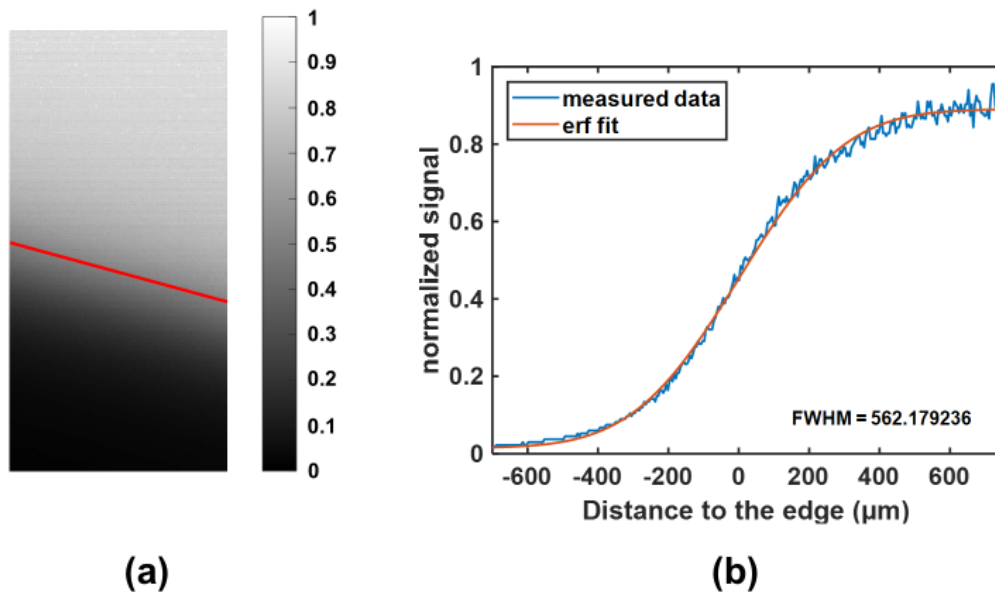 1
0.9
0.8
0.7
0.6
0.5
0.4
0.3
0.2
0.1
0
(a)
measured data
erf fit
1
0.8
0.6
0.4
0.2
0
normalized signal
FWHM = 562.179236
-600 -400 -200 0 200 400 600
Distance to the edge (µm)
(b)